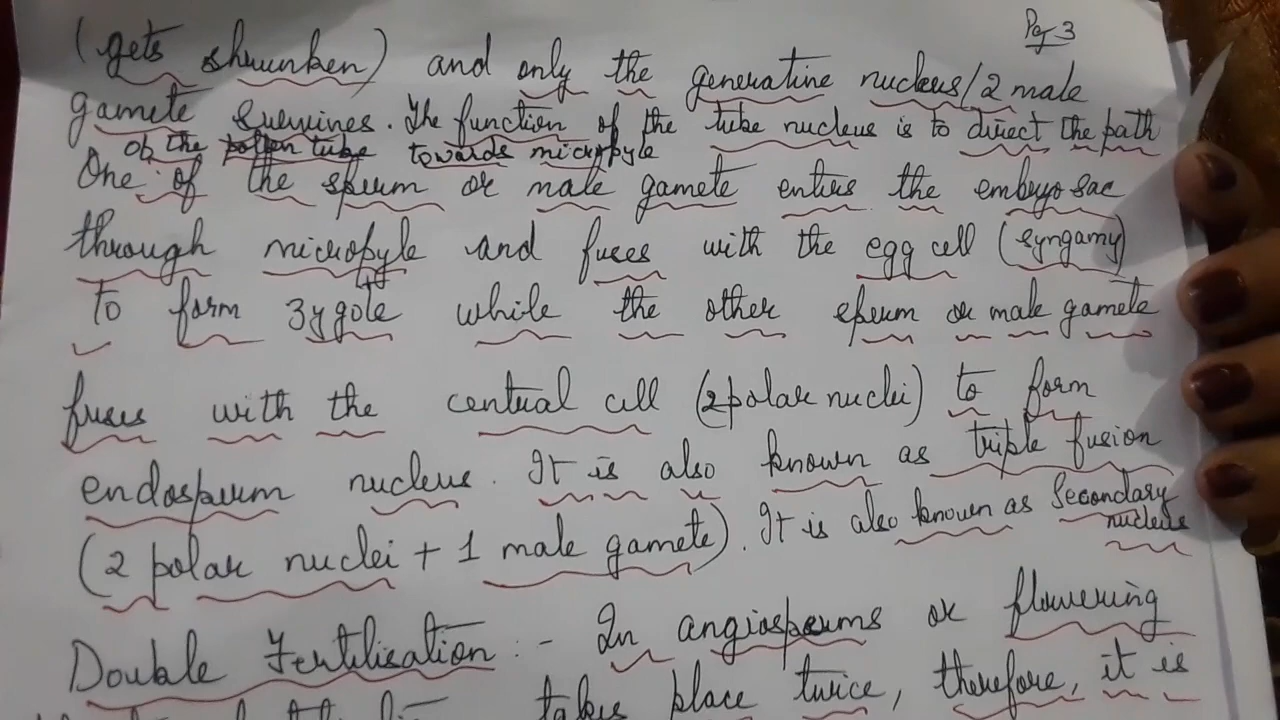 Pg 3
(gets shrunken) and only the generative nucleus/2 male
gamete survives. The function of the tube nucleus is to direct the path
of the pollen tube towards micropyle
One of the sperm or male gamete enters the embryo sac
through micropyle and fuses with the egg cell (syngamy)
to form zygote while the other sperm or male gamete
fuses with the central cell (2 polar nuclei) to form
endosperm nucleus. It is also known as triple fusion
(2 polar nuclei + 1 male gamete). It is also known as Secondary
nucleus
Double Fertilisation :- In angiosperms or flowering
takes place twice, therefore, it is